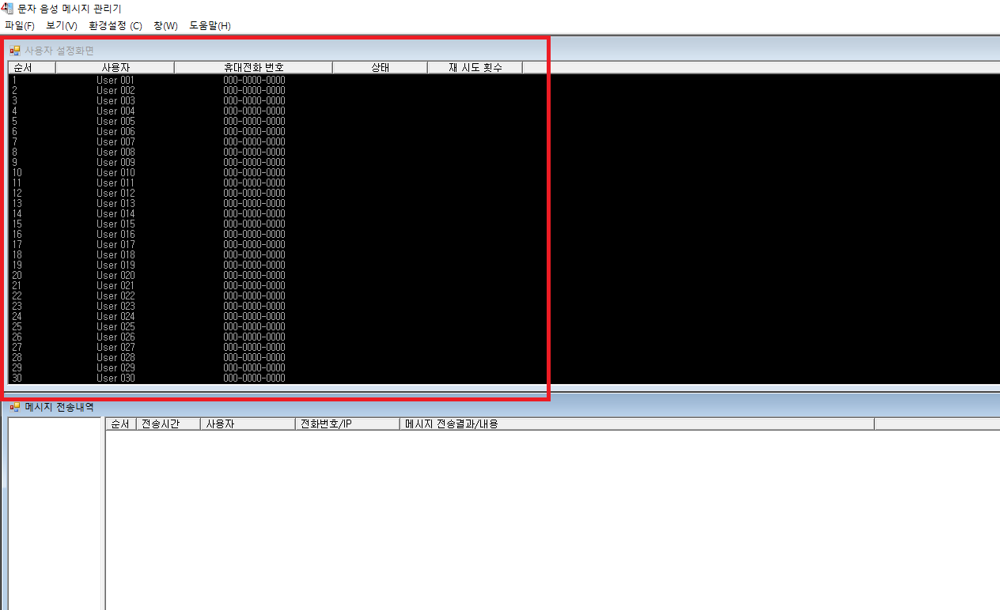 문자 음성 메시지 관리기
파일(F) 보기(V) 환경설정 (C) 창(W) 도움말(H)
사용자 설정화면
순서 사용자 휴대전화 번호 상태 재 시도 횟수
1 User 001 000-0000-0000
2 User 002 000-0000-0000
3 User 003 000-0000-0000
4 User 004 000-0000-0000
5 User 005 000-0000-0000
6 User 006 000-0000-0000
7 User 007 000-0000-0000
8 User 008 000-0000-0000
9 User 009 000-0000-0000
10 User 010 000-0000-0000
11 User 011 000-0000-0000
12 User 012 000-0000-0000
13 User 013 000-0000-0000
14 User 014 000-0000-0000
15 User 015 000-0000-0000
16 User 016 000-0000-0000
17 User 017 000-0000-0000
18 User 018 000-0000-0000
19 User 019 000-0000-0000
20 User 020 000-0000-0000
21 User 021 000-0000-0000
22 User 022 000-0000-0000
23 User 023 000-0000-0000
24 User 024 000-0000-0000
25 User 025 000-0000-0000
26 User 026 000-0000-0000
27 User 027 000-0000-0000
28 User 028 000-0000-0000
29 User 029 000-0000-0000
30 User 030 000-0000-0000
메시지 전송내역
순서 전송시간 사용자 전화번호/IP 메시지 전송결과/내용